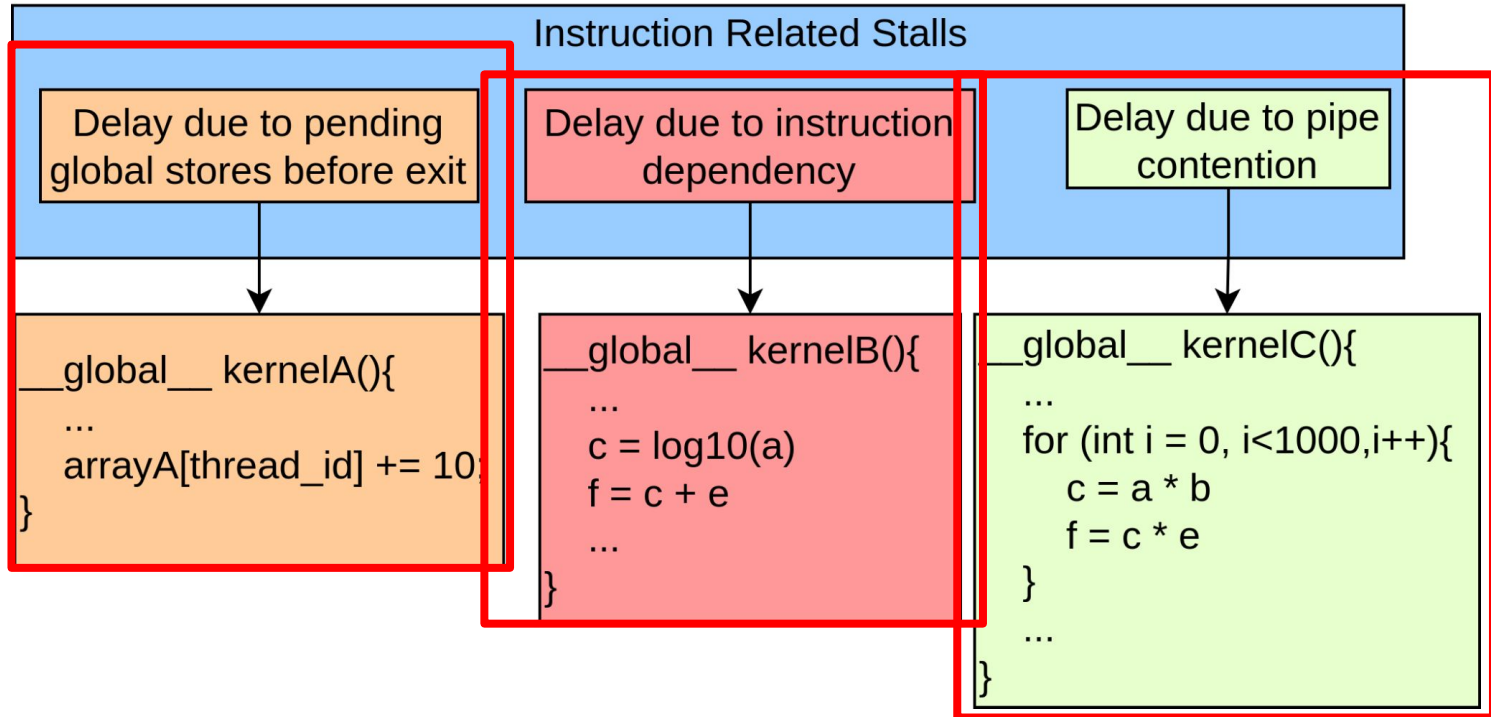 Instruction Related Stalls
Delay due to pending
global stores before exit
Delay due to instruction
dependency
Delay due to pipe
contention
__global__ kernelA(){
...
arrayA[thread_id] += 10;
}
__global__ kernelB(){
...
c = log10(a)
f = c + e
...
}
__global__ kernelC(){
...
for (int i = 0, i<1000,i++){
c = a * b
f = c * e
}
...
}